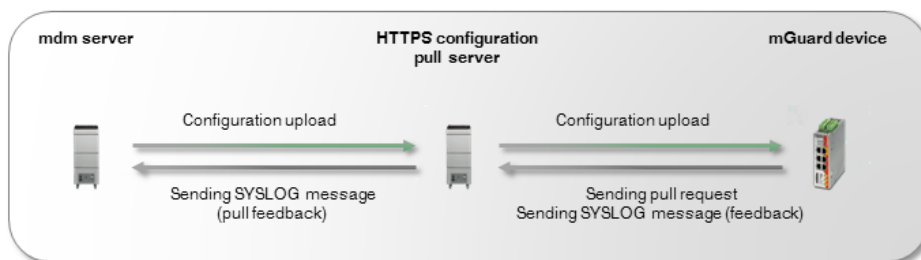 mdm server
HTTPS configuration
pull server
mGuard device
Configuration upload
Configuration upload
Sending SYSLOG message
(pull feedback)
Sending pull request
Sending SYSLOG message (feedback)